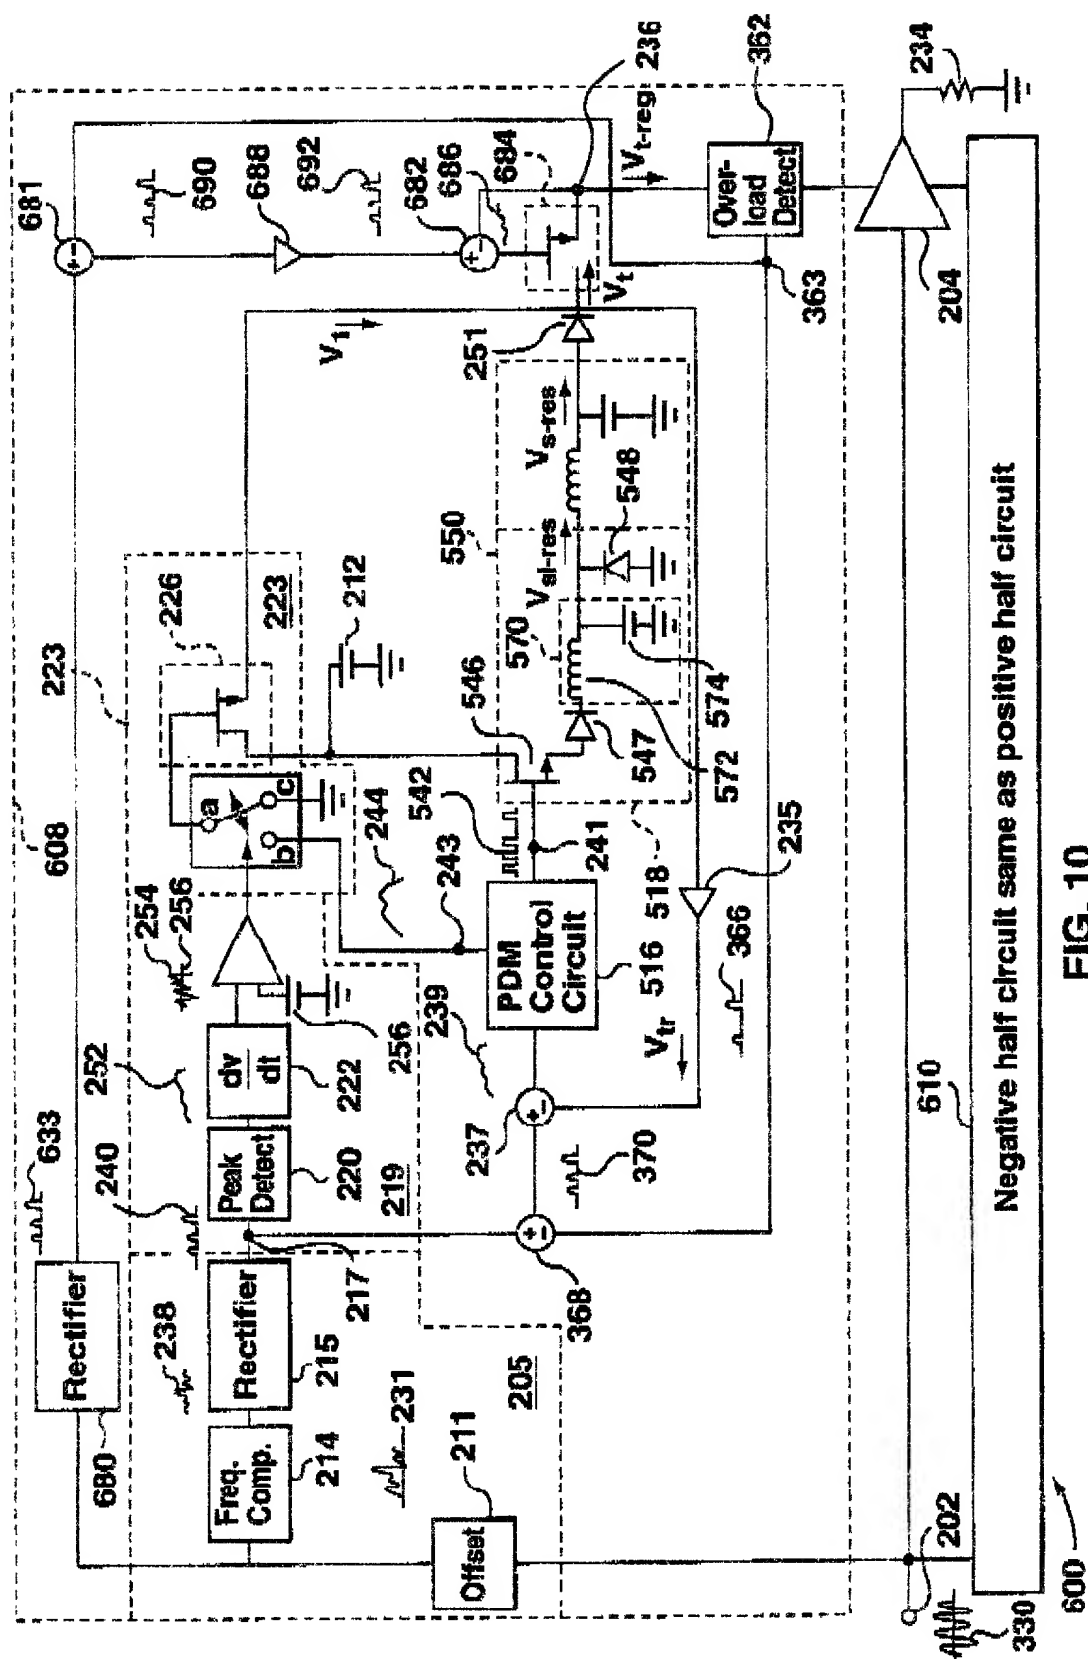 608
681
+
−
690
688
692
+
−
682
686
684
236
Vt-reg
362
Over-
load
Detect
363
234
204
633
Rectifier
680
223
226
223
a
b
c
212
V1
251
Vt
254
256
252
dv
dt
222
256
240
Peak
Detect
220
219
217
238
Rectifier
215
Freq.
Comp.
214
231
205
Offset
211
244
243
542
546
550
570
Vsl-res
Vs-res
548
574
547
572
241
518
PDM
Control
Circuit
516
239
237
+
−
370
368
+
−
Vtr
235
366
610
Negative half circuit same as positive half circuit
202
330
600
FIG. 10